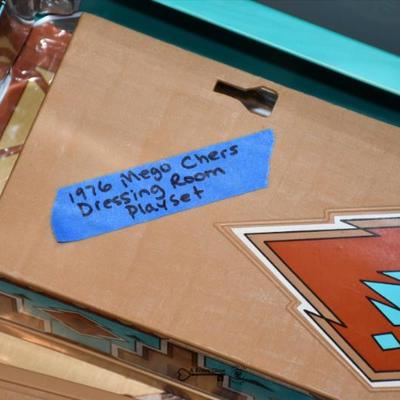 1976 Mego Chers
Dressing Room
Playset